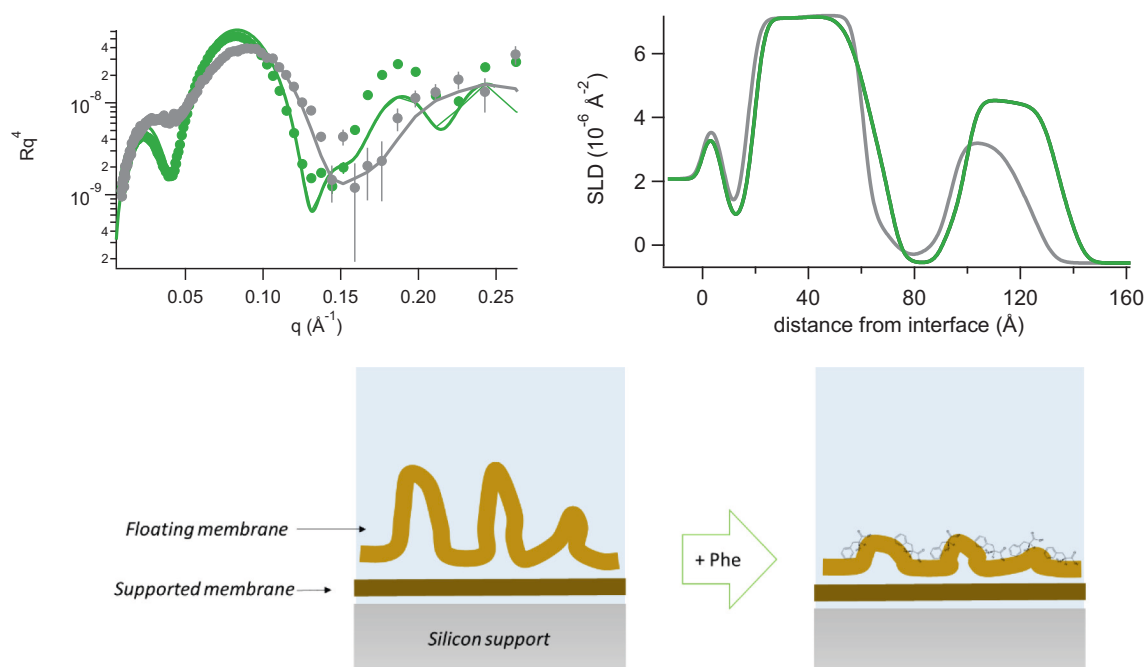 Rq⁴
4
2
10⁻⁸
4
2
10⁻⁹
4
2
0.05 0.10 0.15 0.20 0.25
q (Å⁻¹)
SLD (10⁻⁶ Å⁻²)
6
4
2
0
0 40 80 120 160
distance from interface (Å)
Floating membrane
Supported membrane
Silicon support
+ Phe